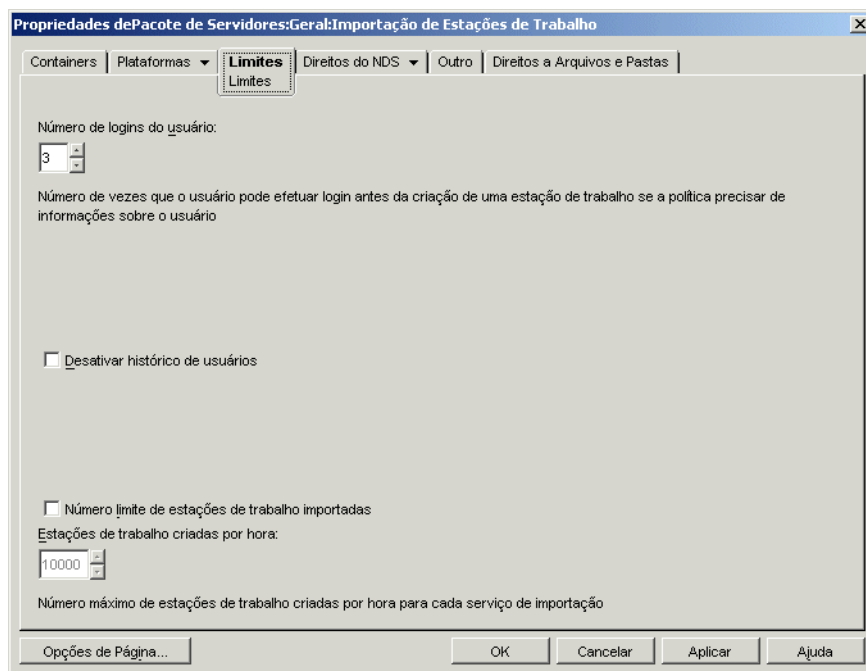 Propriedades dePacote de Servidores:Geral:Importação de Estações de Trabalho
Containers Plataformas Limites Direitos do NDS Outro Direitos a Arquivos e Pastas
Limites
Número de logins do usuário:
3
Número de vezes que o usuário pode efetuar login antes da criação de uma estação de trabalho se a política precisar de
informações sobre o usuário
Desativar histórico de usuários
Número limite de estações de trabalho importadas
Estações de trabalho criadas por hora:
10000
Número máximo de estações de trabalho criadas por hora para cada serviço de importação
Opções de Página... OK Cancelar Aplicar Ajuda